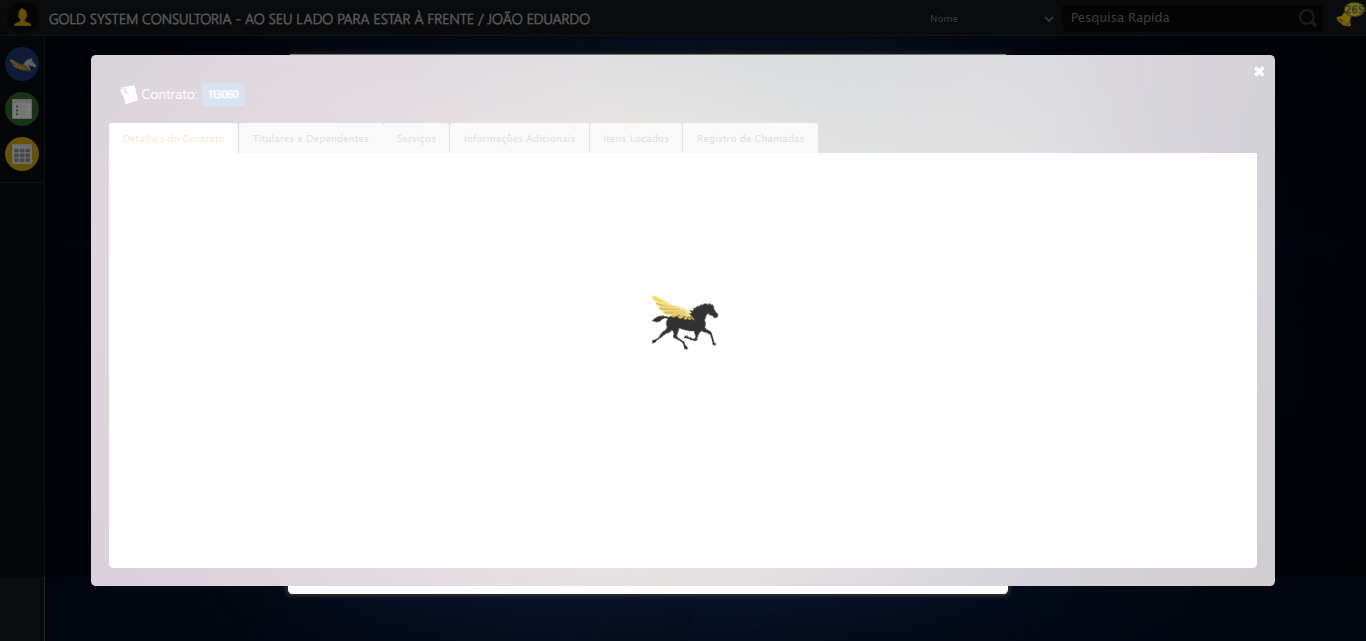 GOLD SYSTEM CONSULTORIA - AO SEU LADO PARA ESTAR À FRENTE / JOÃO EDUARDO
Nome
Pesquisa Rapida
265
Contrato: 113060
Detalhes do Contrato
Titulares e Dependentes
Serviços
Informações Adicionais
Itens Locados
Registro de Chamadas